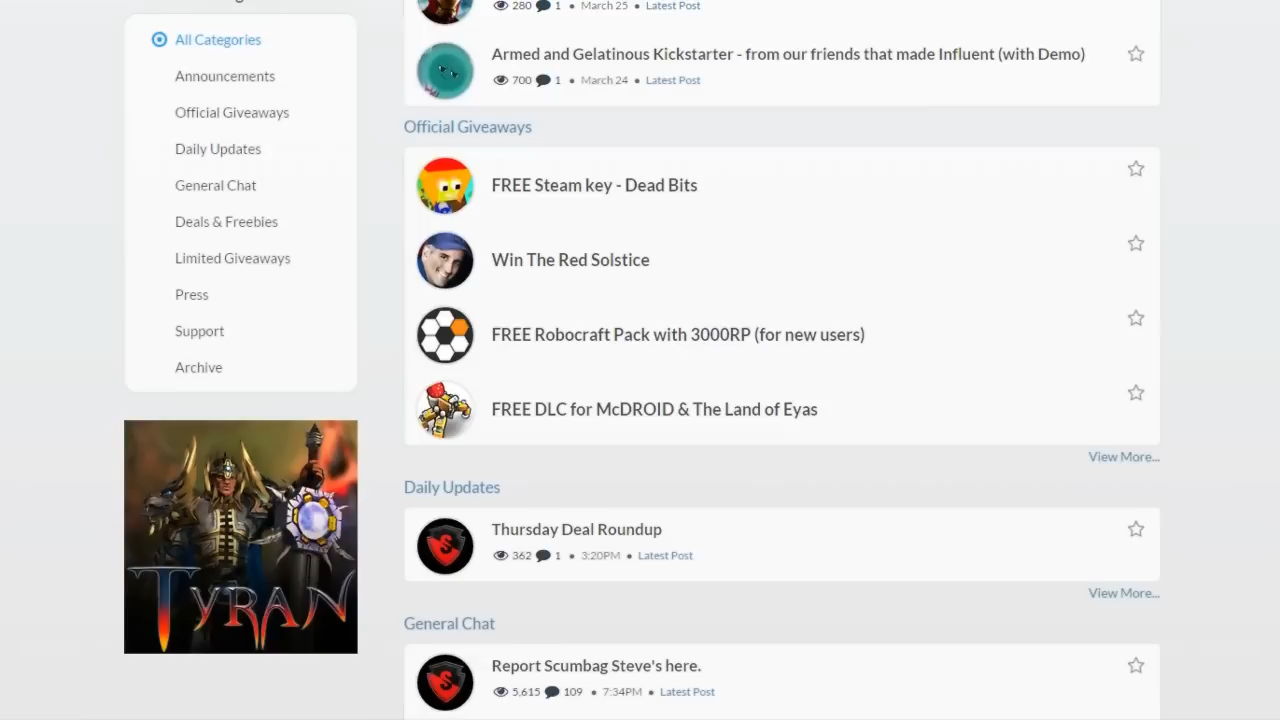 All Categories
Announcements
Official Giveaways
Daily Updates
General Chat
Deals & Freebies
Limited Giveaways
Press
Support
Archive
TYRAN
280 1 • March 25 • Latest Post
Armed and Gelatinous Kickstarter - from our friends that made Influent (with Demo)
700 1 • March 24 • Latest Post
Official Giveaways
FREE Steam key - Dead Bits
Win The Red Solstice
FREE Robocraft Pack with 3000RP (for new users)
FREE DLC for McDROID & The Land of Eyas
View More...
Daily Updates
Thursday Deal Roundup
362 1 • 3:20PM • Latest Post
View More...
General Chat
Report Scumbag Steve's here.
5,615 109 • 7:34PM • Latest Post